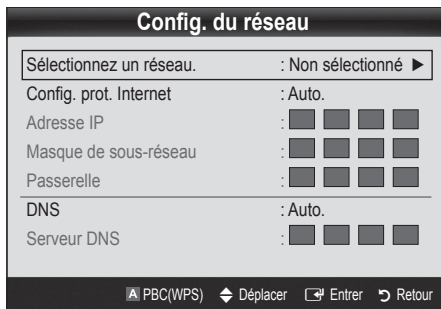 Config. du réseau
Sélectionnez un réseau. : Non sélectionné ►
Config. prot. Internet : Auto.
Adresse IP :
Masque de sous-réseau :
Passerelle :
DNS : Auto.
Serveur DNS :
A PBC(WPS) Déplacer Entrer Retour